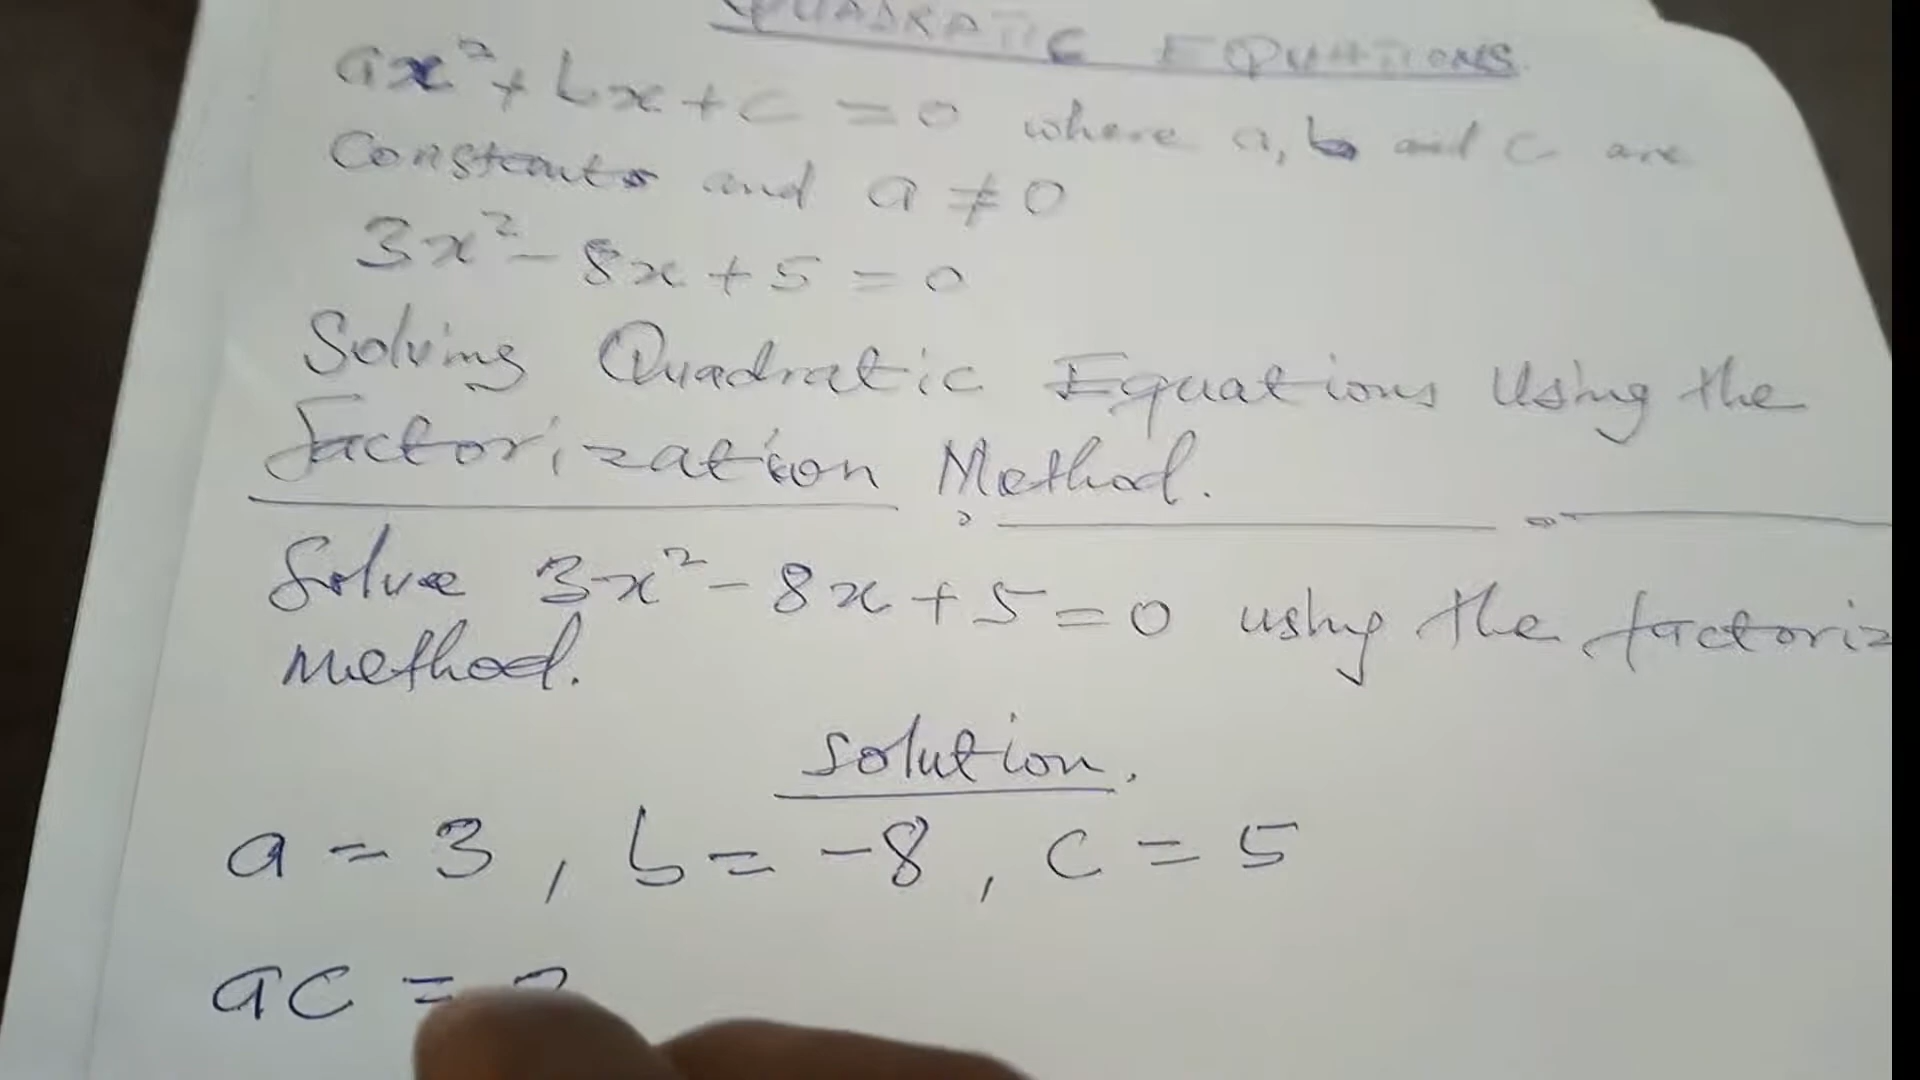 QUADRATIC EQUATIONS
ax² + bx + c = 0 where a, b and c are
Constants and a ≠ 0
3x² - 8x + 5 = 0
Solving Quadratic Equations Using the
Factorization Method.
Solve 3x² - 8x + 5 = 0 using the factoriz
method.
Solution.
a = 3, b = -8, c = 5
ac =